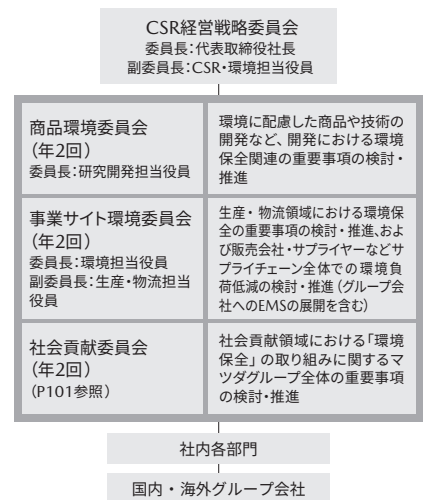 CSR経営戦略委員会
委員長：代表取締役社長
副委員長：CSR・環境担当役員
商品環境委員会
（年2回）
委員長：研究開発担当役員
環境に配慮した商品や技術の
開発など、開発における環境
保全関連の重要事項の検討・
推進
事業サイト環境委員会
（年2回）
委員長：環境担当役員
副委員長：生産・物流担当
役員
生産・物流領域における環境保
全の重要事項の検討・推進、およ
び販売会社・サプライヤーなどサ
プライチェーン全体での環境負
荷低減の検討・推進（グループ会
社へのEMSの展開を含む）
社会貢献委員会
（年2回）
（P101参照）
社会貢献領域における「環境
保全」の取り組みに関するマ
ツダグループ全体の重要事項
の検討・推進
社内各部門
国内・海外グループ会社